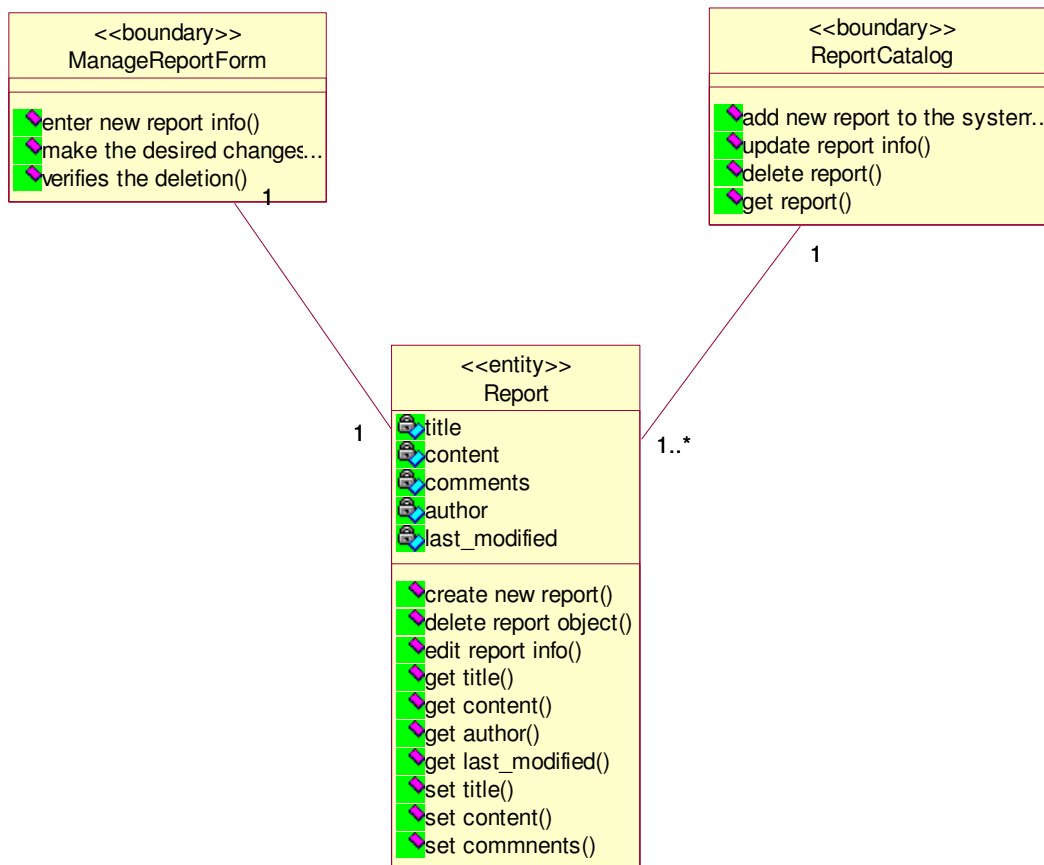 <<boundary>>
ManageReportForm
enter new report info()
make the desired changes...
verifies the deletion()
1
<<boundary>>
ReportCatalog
add new report to the system...
update report info()
delete report()
get report()
1
1
1..*
<<entity>>
Report
title
content
comments
author
last_modified
create new report()
delete report object()
edit report info()
get title()
get content()
get author()
get last_modified()
set title()
set content()
set commnents()